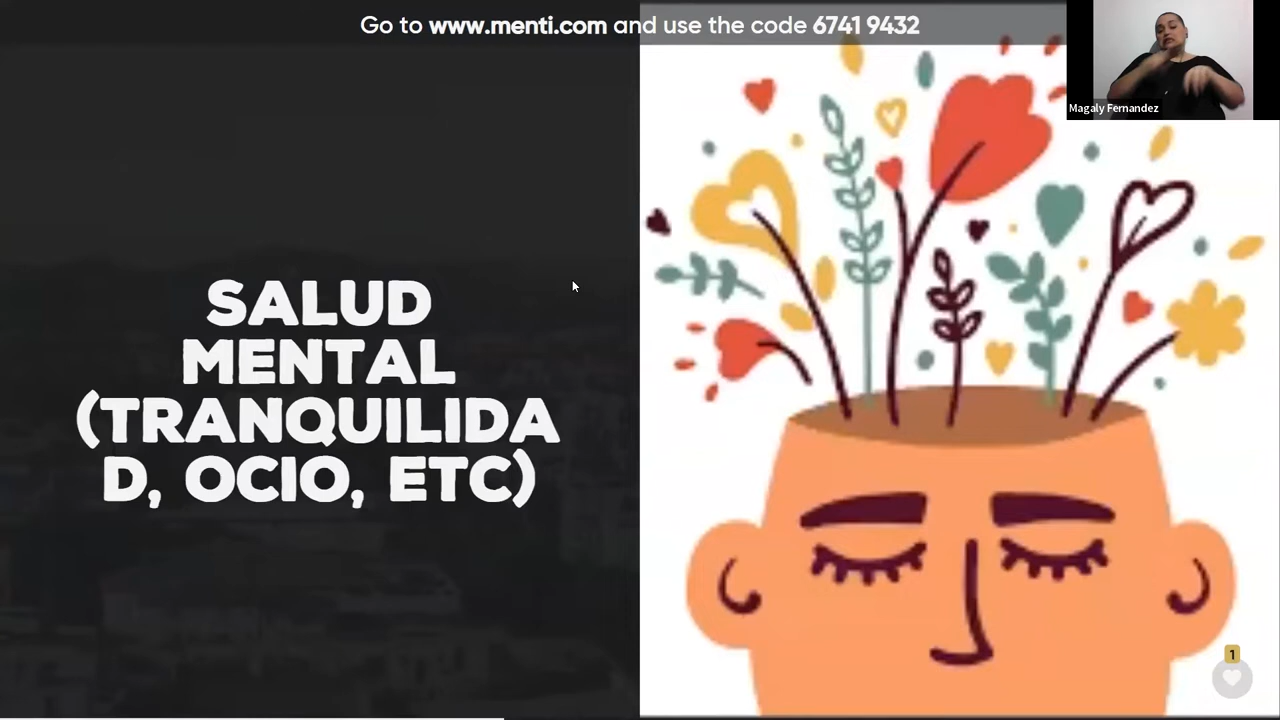 Go to www.menti.com and use the code 6741 9432
Magaly Fernandez
SALUD
MENTAL
(TRANQUILIDA
D, OCIO, ETC)
1